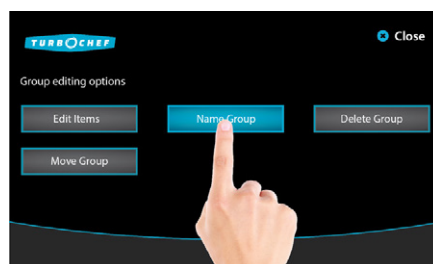 TURBOCHEF
Close
Group editing options
Edit Items
Name Group
Delete Group
Move Group